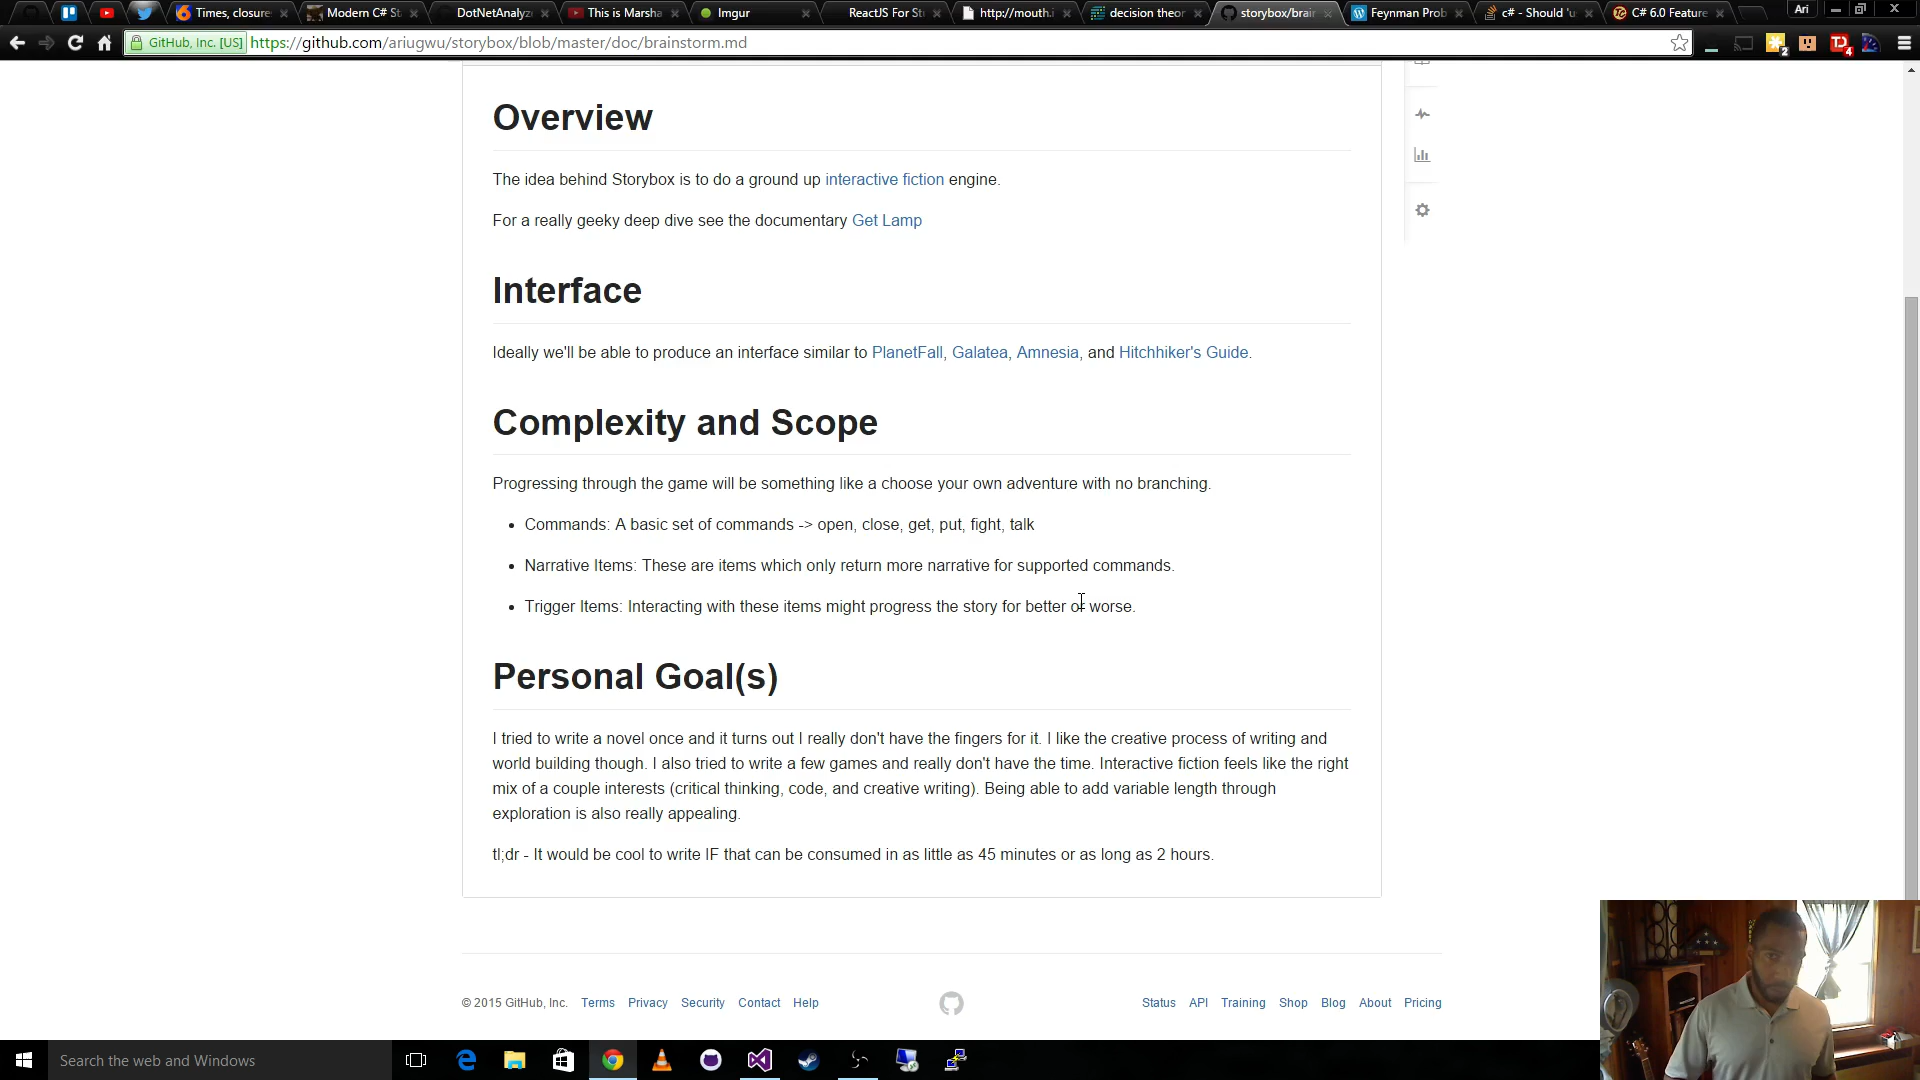 Times, closure
Modern C# St
DotNetAnalyz
This is Marsha
Imgur
ReactJS For St
http://mouth.i
decision theor
storybox/brain
Feynman Prob
c# - Should 'u
C# 6.0 Feature
Ari
GitHub, Inc. [US]
https://github.com/ariugwu/storybox/blob/master/doc/brainstorm.md
2
TD
4
Overview
The idea behind Storybox is to do a ground up interactive fiction engine.
For a really geeky deep dive see the documentary Get Lamp
Interface
Ideally we'll be able to produce an interface similar to PlanetFall, Galatea, Amnesia, and Hitchhiker's Guide.
Complexity and Scope
Progressing through the game will be something like a choose your own adventure with no branching.
• Commands: A basic set of commands -> open, close, get, put, fight, talk
• Narrative Items: These are items which only return more narrative for supported commands.
• Trigger Items: Interacting with these items might progress the story for better or worse.
Personal Goal(s)
I tried to write a novel once and it turns out I really don't have the fingers for it. I like the creative process of writing and
world building though. I also tried to write a few games and really don't have the time. Interactive fiction feels like the right
mix of a couple interests (critical thinking, code, and creative writing). Being able to add variable length through
exploration is also really appealing.
tl;dr - It would be cool to write IF that can be consumed in as little as 45 minutes or as long as 2 hours.
© 2015 GitHub, Inc. Terms Privacy Security Contact Help
Status API Training Shop Blog About Pricing
Search the web and Windows